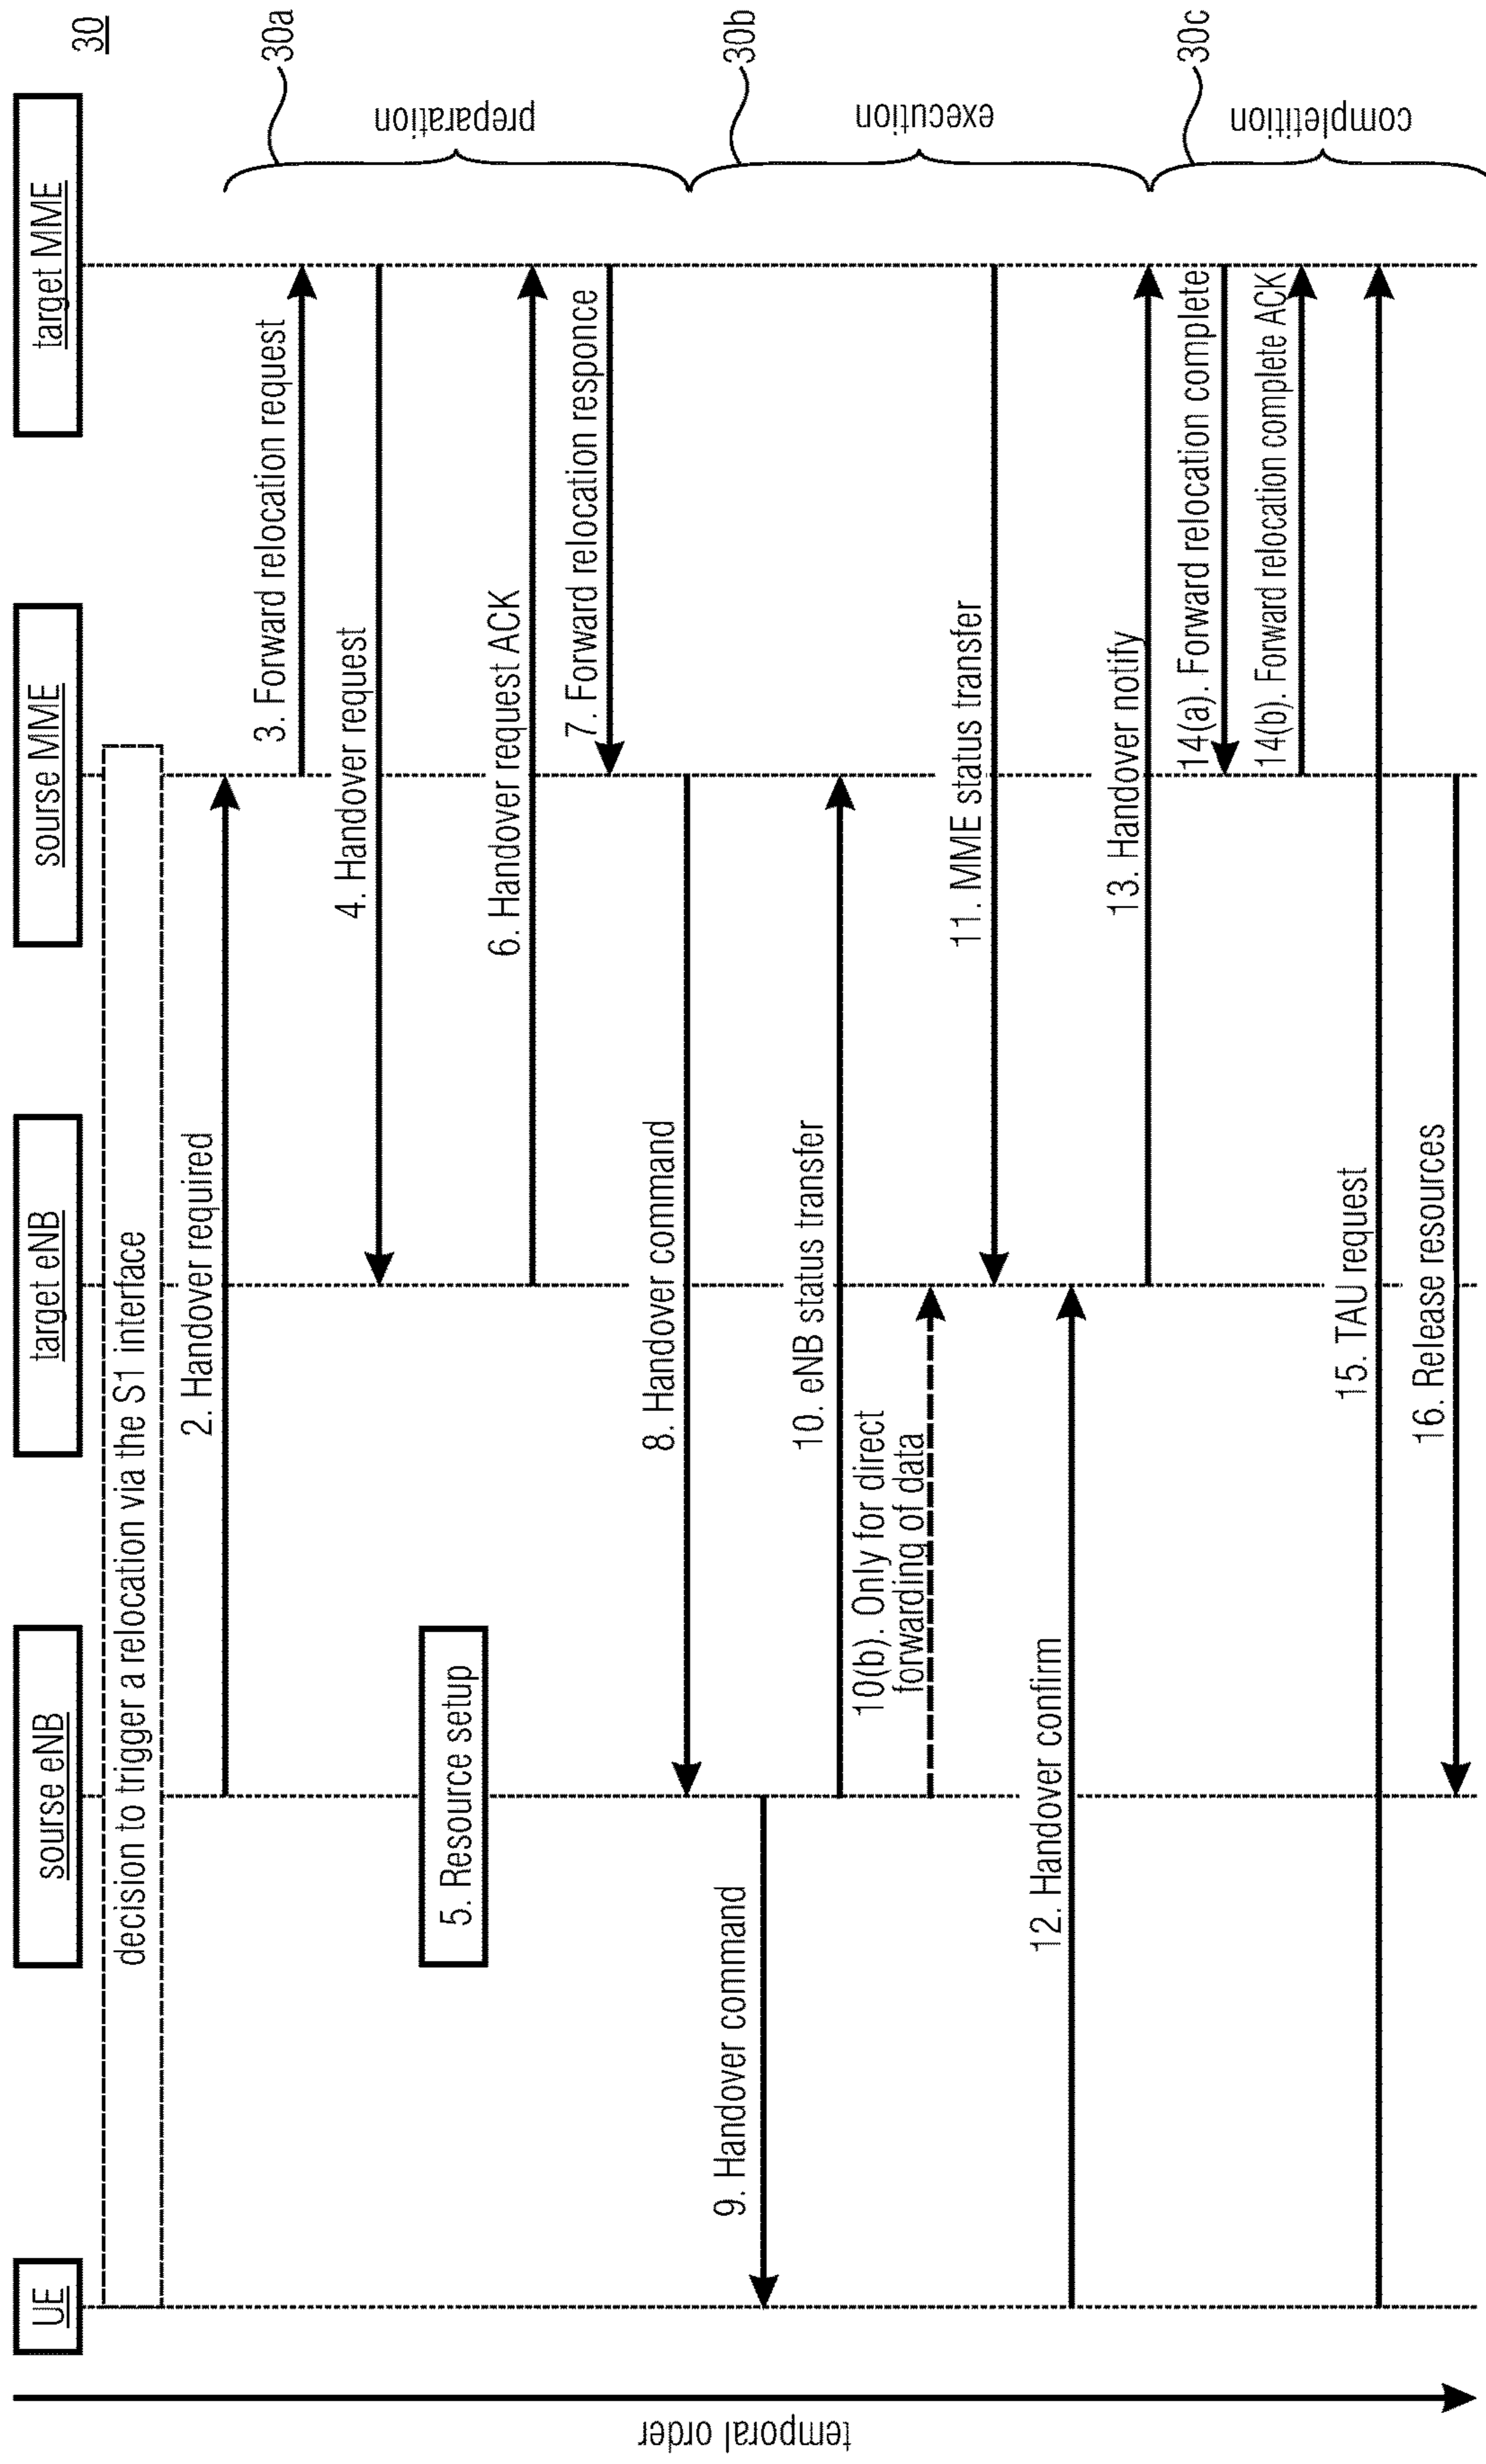 30
UE
sourse eNB
target eNB
sourse MME
target MME
decision to trigger a relocation via the S1 interface
2. Handover required
3. Forward relocation request
4. Handover request
5. Resource setup
6. Handover request ACK
7. Forward relocation responce
8. Handover command
9. Handover command
10. eNB status transfer
10(b). Only for direct
forwarding of data
11. MME status transfer
12. Handover confirm
13. Handover notify
14(a). Forward relocation complete
14(b). Forward relocation complete ACK
15. TAU request
16. Release resources
30a
preparation
30b
execution
30c
completition
temporal order